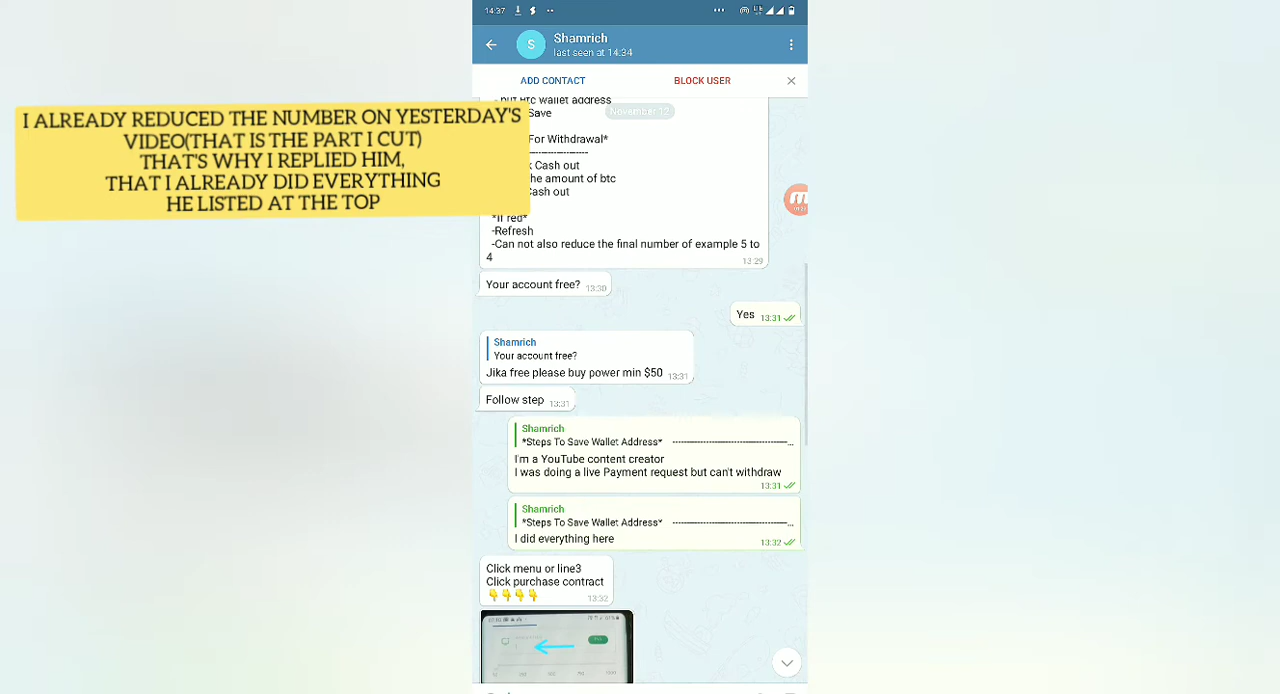 14:37
Shamrich
last seen at 14:34
ADD CONTACT
BLOCK USER
I ALREADY REDUCED THE NUMBER ON YESTERDAY'S
VIDEO(THAT IS THE PART I CUT)
THAT'S WHY I REPLIED HIM,
THAT I ALREADY DID EVERYTHING
HE LISTED AT THE TOP
wallet address
November 12
Save
For Withdrawal*
Cash out
he amount of btc
Cash out
*If red*
-Refresh
-Can not also reduce the final number of example 5 to
4
13:29
Your account free?
13:30
Yes
13:31
Shamrich
Your account free?
Jika free please buy power min $50
13:31
Follow step
13:31
Shamrich
*Steps To Save Wallet Address* ---------------------------...
I'm a YouTube content creator
I was doing a live Payment request but can't withdraw
13:31
Shamrich
*Steps To Save Wallet Address* ---------------------------...
I did everything here
13:32
Click menu or line3
Click purchase contract
👇👇👇👇
13:32